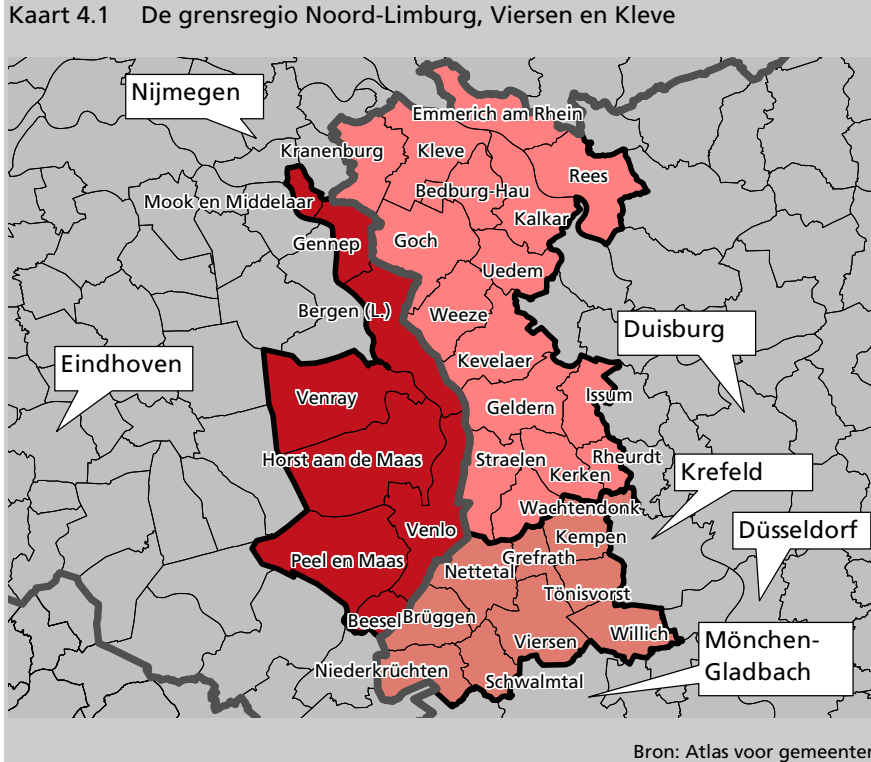 Kaart 4.1 De grensregio Noord-Limburg, Viersen en Kleve
Nijmegen
Emmerich am Rhein
Kranenburg
Kleve
Rees
Bedburg-Hau
Mook en Middelaar
Kalkar
Gennep
Goch
Uedem
Bergen (L.)
Weeze
Duisburg
Eindhoven
Kevelaer
Venray
Issum
Geldern
Horst aan de Maas
Straelen
Rheurdt
Kerken
Krefeld
Wachtendonk
Venlo
Kempen
Düsseldorf
Peel en Maas
Grefrath
Nettetal
Tönisvorst
Beesel
Brüggen
Viersen
Willich
Mönchen-
Gladbach
Niederkrüchten
Schwalmtal
Bron: Atlas voor gemeenten